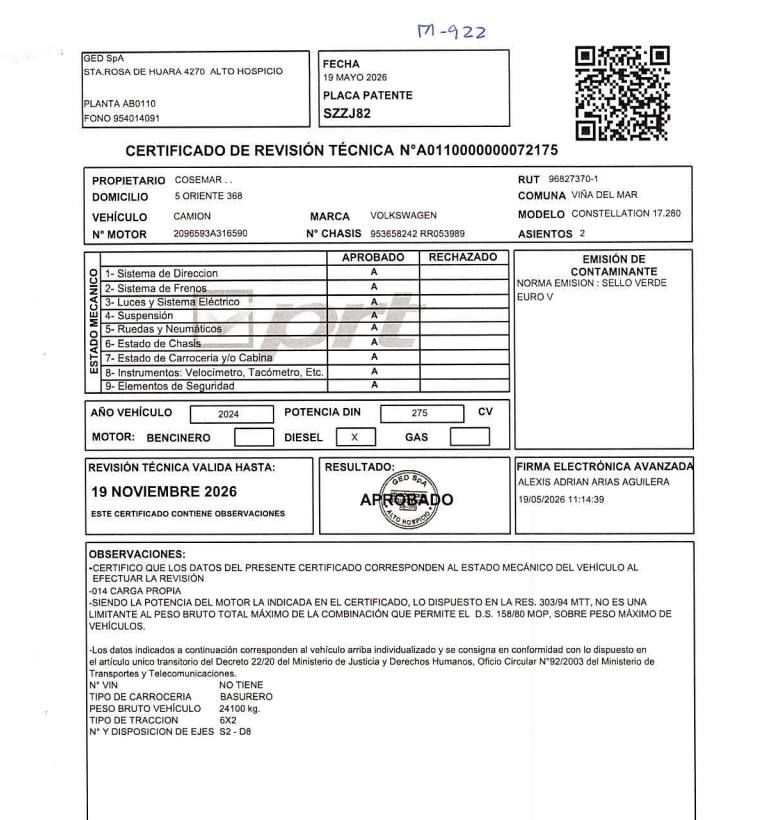 M-922
GED SpA
STA.ROSA DE HUARA 4270 ALTO HOSPICIO
PLANTA AB0110
FONO 954014091
FECHA
19 MAYO 2026
PLACA PATENTE
SZZJ82
CERTIFICADO DE REVISIÓN TÉCNICA N°A0110000000072175
PROPIETARIO COSEMAR . . RUT 96827370-1
DOMICILIO 5 ORIENTE 368 COMUNA VIÑA DEL MAR
VEHÍCULO CAMION MARCA VOLKSWAGEN MODELO CONSTELLATION 17.280
N° MOTOR 2096593A316590 N° CHASIS 953658242 RR053989 ASIENTOS 2
ESTADO MECANICO
APROBADO RECHAZADO
1- Sistema de Direccion A
2- Sistema de Frenos A
3- Luces y Sistema Eléctrico A
4- Suspensión A
5- Ruedas y Neumáticos A
6- Estado de Chasis A
7- Estado de Carroceria y/o Cabina A
8- Instrumentos: Velocímetro, Tacómetro, Etc. A
9- Elementos de Seguridad A
prt
EMISIÓN DE
CONTAMINANTE
NORMA EMISION : SELLO VERDE
EURO V
AÑO VEHÍCULO 2024 POTENCIA DIN 275 CV
MOTOR: BENCINERO DIESEL X GAS
REVISIÓN TÉCNICA VALIDA HASTA:
19 NOVIEMBRE 2026
ESTE CERTIFICADO CONTIENE OBSERVACIONES
RESULTADO:
APROBADO
GED SpA
ALTO HOSPICIO
FIRMA ELECTRÓNICA AVANZADA
ALEXIS ADRIAN ARIAS AGUILERA
19/05/2026 11:14:39
OBSERVACIONES:
-CERTIFICO QUE LOS DATOS DEL PRESENTE CERTIFICADO CORRESPONDEN AL ESTADO MECÁNICO DEL VEHÍCULO AL
EFECTUAR LA REVISIÓN
-014 CARGA PROPIA
-SIENDO LA POTENCIA DEL MOTOR LA INDICADA EN EL CERTIFICADO, LO DISPUESTO EN LA RES. 303/94 MTT, NO ES UNA
LIMITANTE AL PESO BRUTO TOTAL MÁXIMO DE LA COMBINACIÓN QUE PERMITE EL D.S. 158/80 MOP, SOBRE PESO MÁXIMO DE
VEHÍCULOS.
-Los datos indicados a continuación corresponden al vehículo arriba individualizado y se consigna en conformidad con lo dispuesto en
el artículo unico transitorio del Decreto 22/20 del Ministerio de Justicia y Derechos Humanos, Oficio Circular N°92/2003 del Ministerio de
Transportes y Telecomunicaciones.
N° VIN NO TIENE
TIPO DE CARROCERIA BASURERO
PESO BRUTO VEHÍCULO 24100 kg.
TIPO DE TRACCION 6X2
N° Y DISPOSICION DE EJES S2 - D8